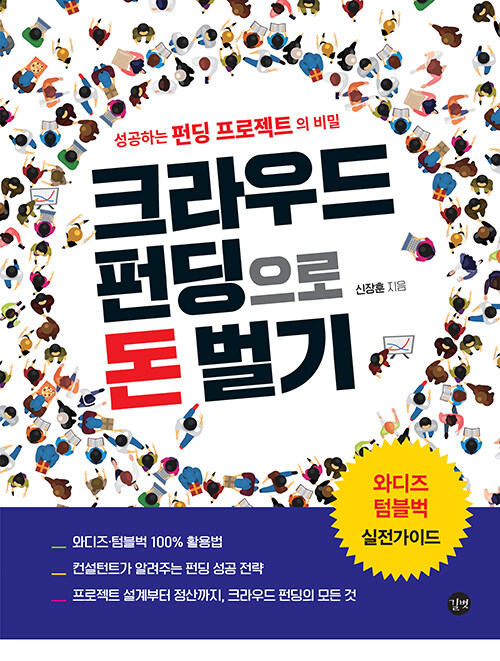 성공하는 펀딩 프로젝트의 비밀
크라우드
펀딩으로
신장훈 지음
돈 벌기
와디즈
텀블벅
실전가이드
와디즈·텀블벅 100% 활용법
컨설턴트가 알려주는 펀딩 성공 전략
프로젝트 설계부터 정산까지, 크라우드 펀딩의 모든 것
길벗